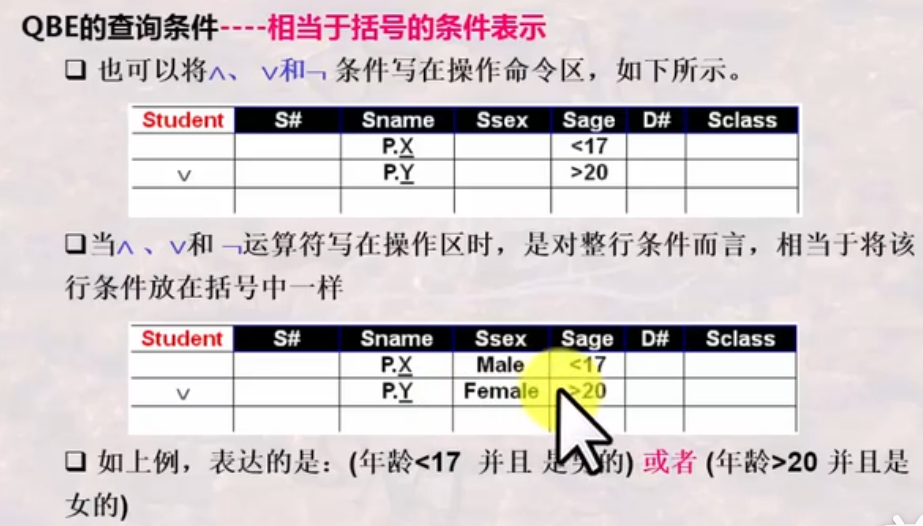 QBE的查询条件----相当于括号的条件表示
❑ 也可以将∧、∨和¬ 条件写在操作命令区，如下所示。
Student S# Sname Ssex Sage D# Sclass
P.X <17
∨ P.Y >20
❑当∧、∨和 ¬运算符写在操作区时，是对整行条件而言，相当于将该
行条件放在括号中一样
Student S# Sname Ssex Sage D# Sclass
P.X Male <17
∨ P.Y Female >20
❑ 如上例，表达的是：(年龄<17 并且 是男的) 或者 (年龄>20 并且是
女的)